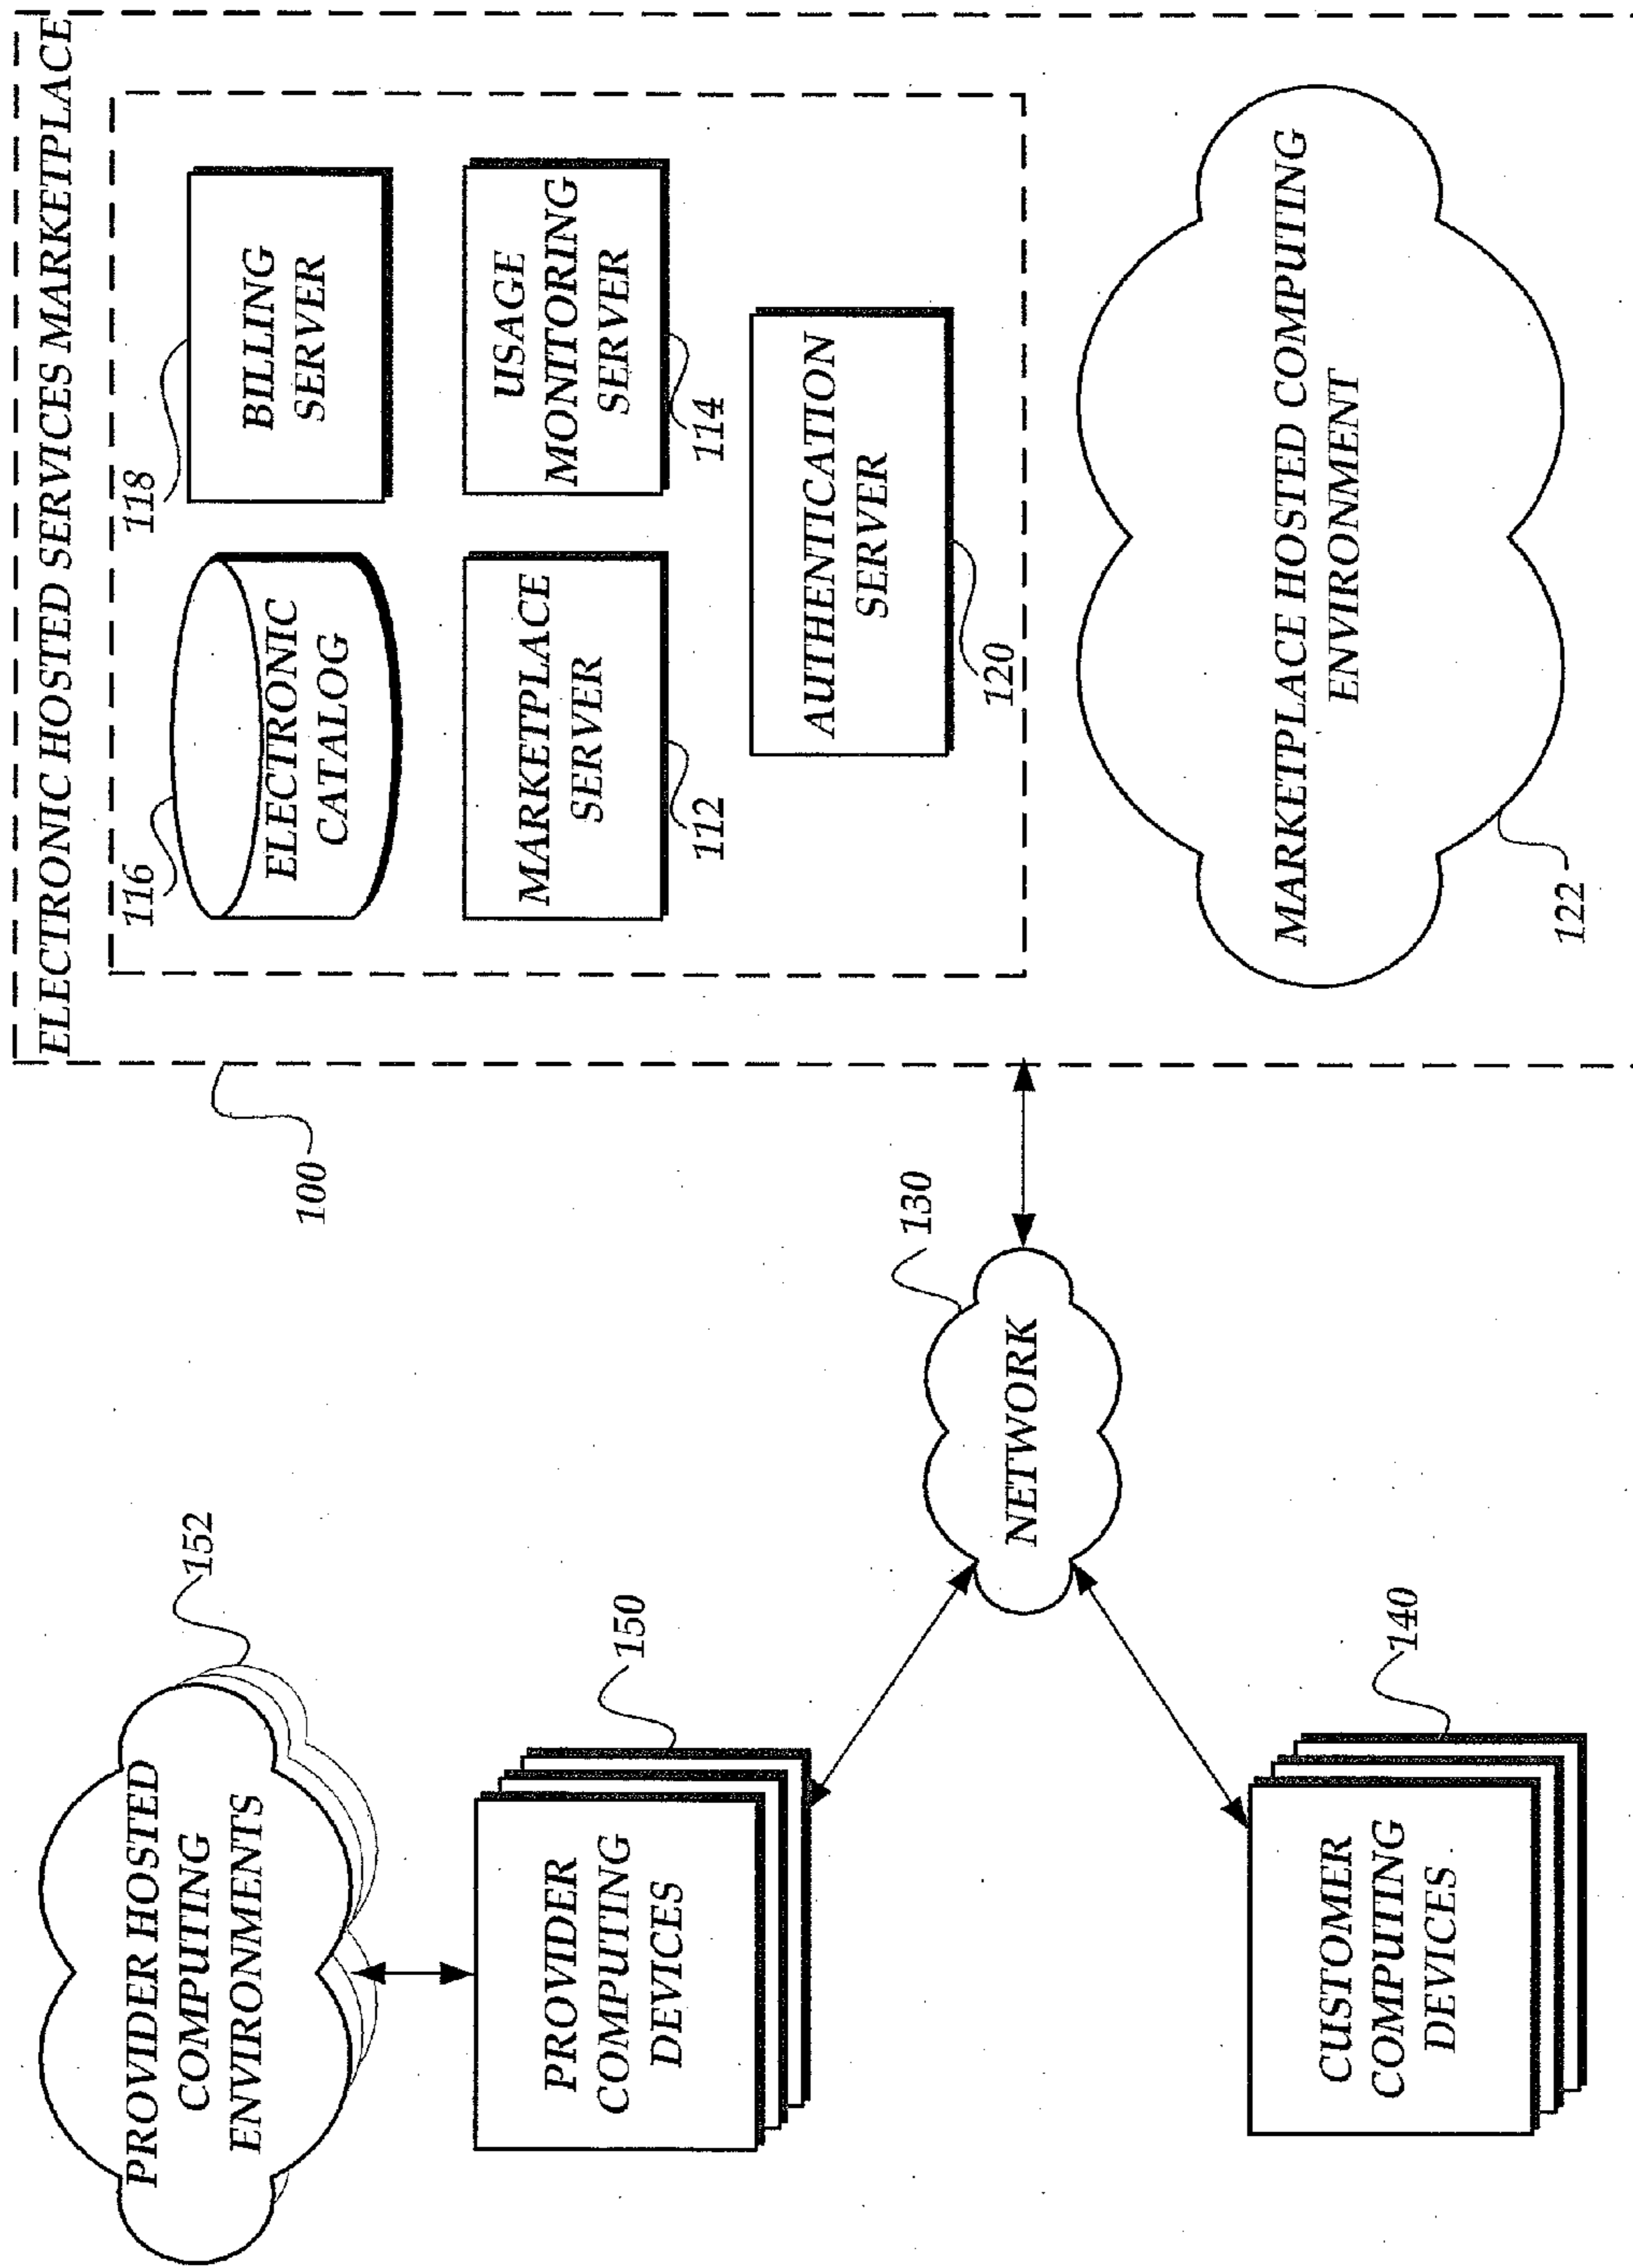 ELECTRONIC HOSTED SERVICES MARKETPLACE
PROVIDER HOSTED
COMPUTING
ENVIRONMENTS
152
PROVIDER
COMPUTING
DEVICES
150
CUSTOMER
COMPUTING
DEVICES
140
NETWORK
130
100
116
ELECTRONIC
CATALOG
118
BILLING
SERVER
MARKETPLACE
SERVER
112
USAGE
MONITORING
SERVER
114
AUTHENTICATION
SERVER
120
MARKETPLACE HOSTED COMPUTING
ENVIRONMENT
122